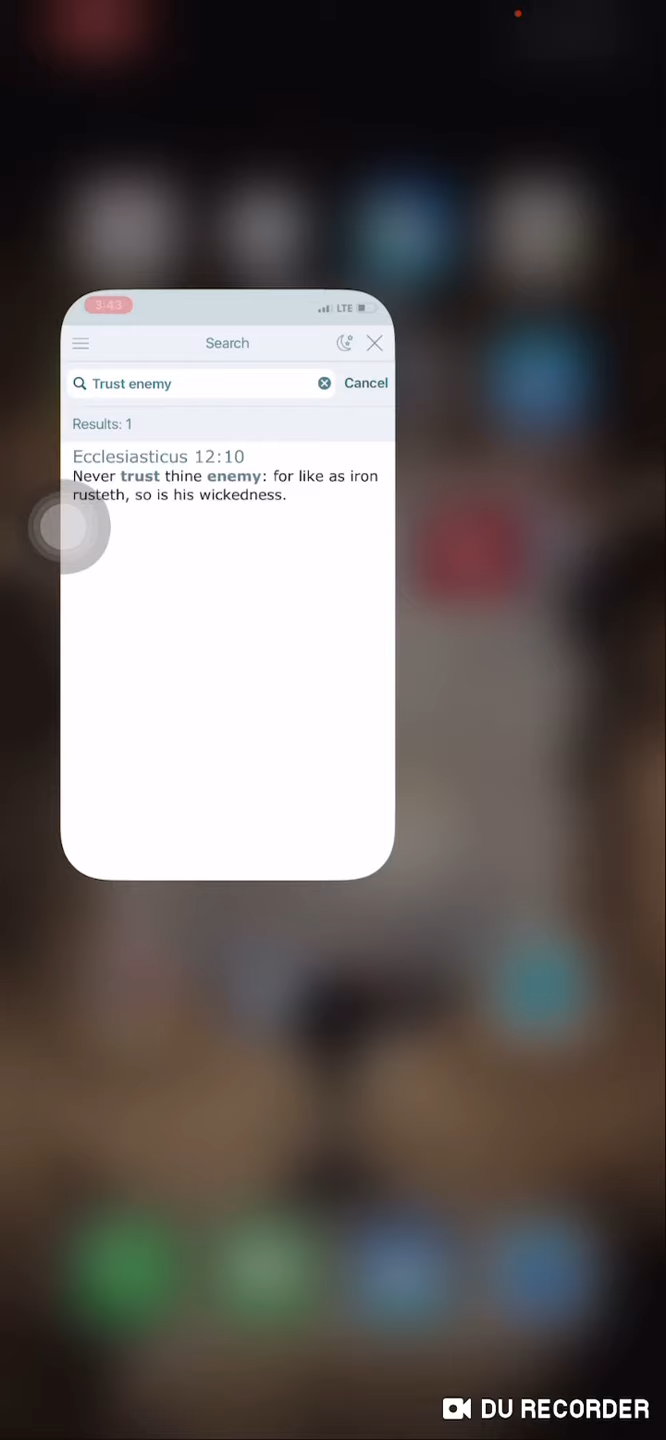 3:43
LTE
Search
Trust enemy
Cancel
Results: 1
Ecclesiasticus 12:10
Never trust thine enemy: for like as iron
rusteth, so is his wickedness.
DU RECORDER